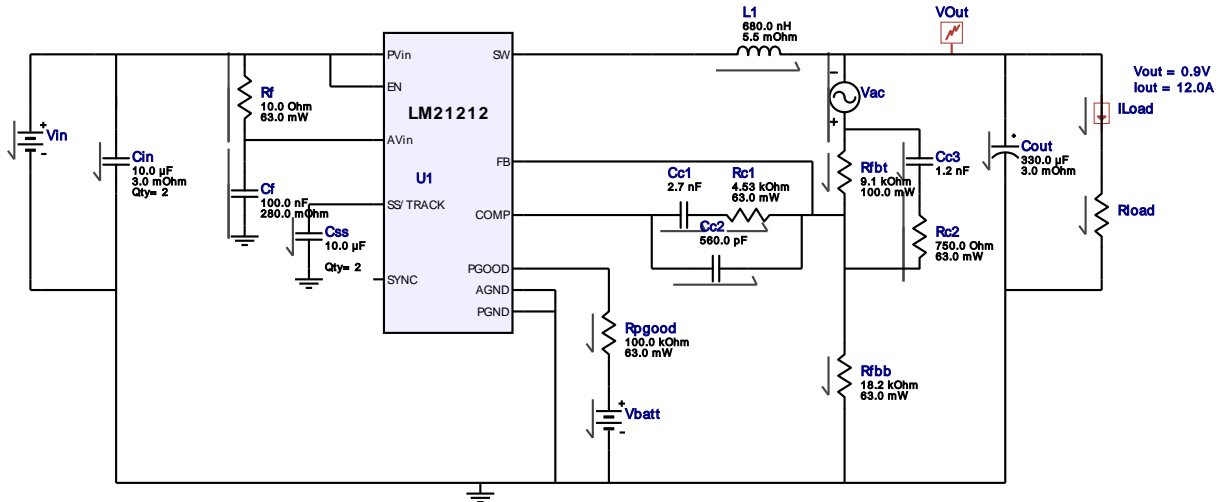 L1
680.0 nH
5.5 mOhm
VOut
PVin
SW
EN
Vout = 0.9V
Iout = 12.0A
Rf
10.0 Ohm
63.0 mW
LM21212
Vac
ILoad
Vin
+
-
AVin
-
+
Cin
10.0 µF
3.0 mOhm
Qty= 2
U1
FB
Cc1
2.7 nF
Rc1
4.53 kOhm
63.0 mW
Rfbt
9.1 kOhm
100.0 mW
Cc3
1.2 nF
Cout
330.0 µF
3.0 mOhm
Cf
100.0 nF
280.0 mOhm
SS/ TRACK
COMP
Cc2
560.0 pF
Rload
Css
10.0 µF
Qty= 2
Rc2
750.0 Ohm
63.0 mW
PGOOD
SYNC
AGND
PGND
Rpgood
100.0 kOhm
63.0 mW
Rfbb
18.2 kOhm
63.0 mW
Vbatt
+
-